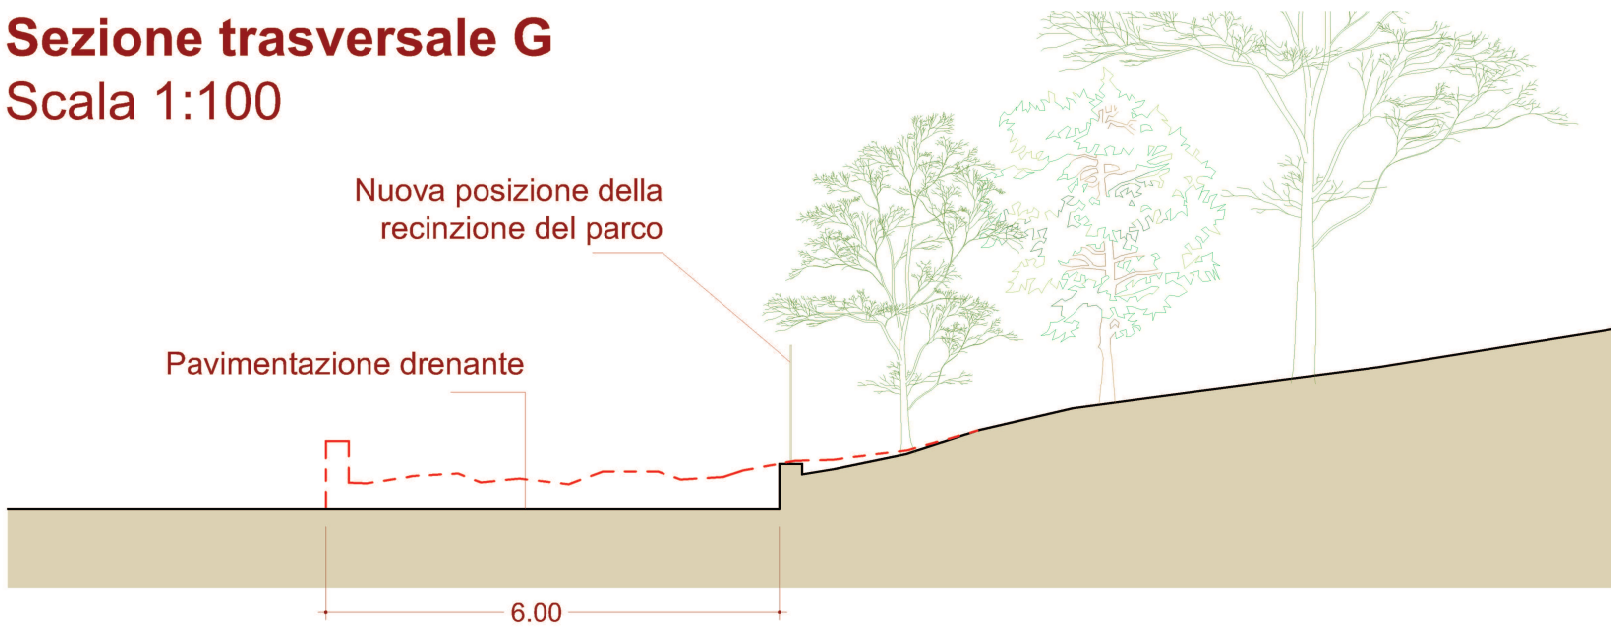 Sezione trasversale G
Scala 1:100
Nuova posizione della
recinzione del parco
Pavimentazione drenante
6.00